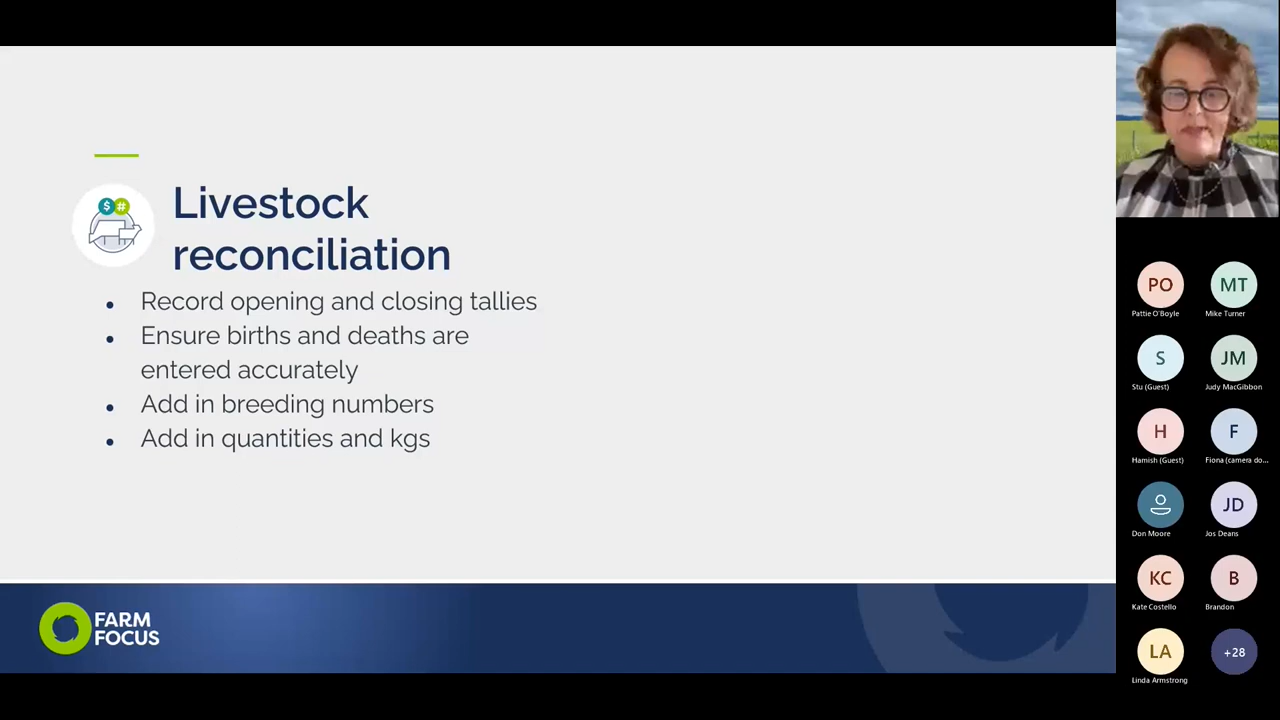 $ #
Livestock
reconciliation
• Record opening and closing tallies
• Ensure births and deaths are
entered accurately
• Add in breeding numbers
• Add in quantities and kgs
FARM
FOCUS
PO MT
Pattie O'Boyle Mike Turner
S JM
Stu (Guest) Judy MacGibbon
H F
Hamish (Guest) Fiona (camera do...
JD
Don Moore Jos Deans
KC B
Kate Costello Brandon
LA +28
Linda Armstrong